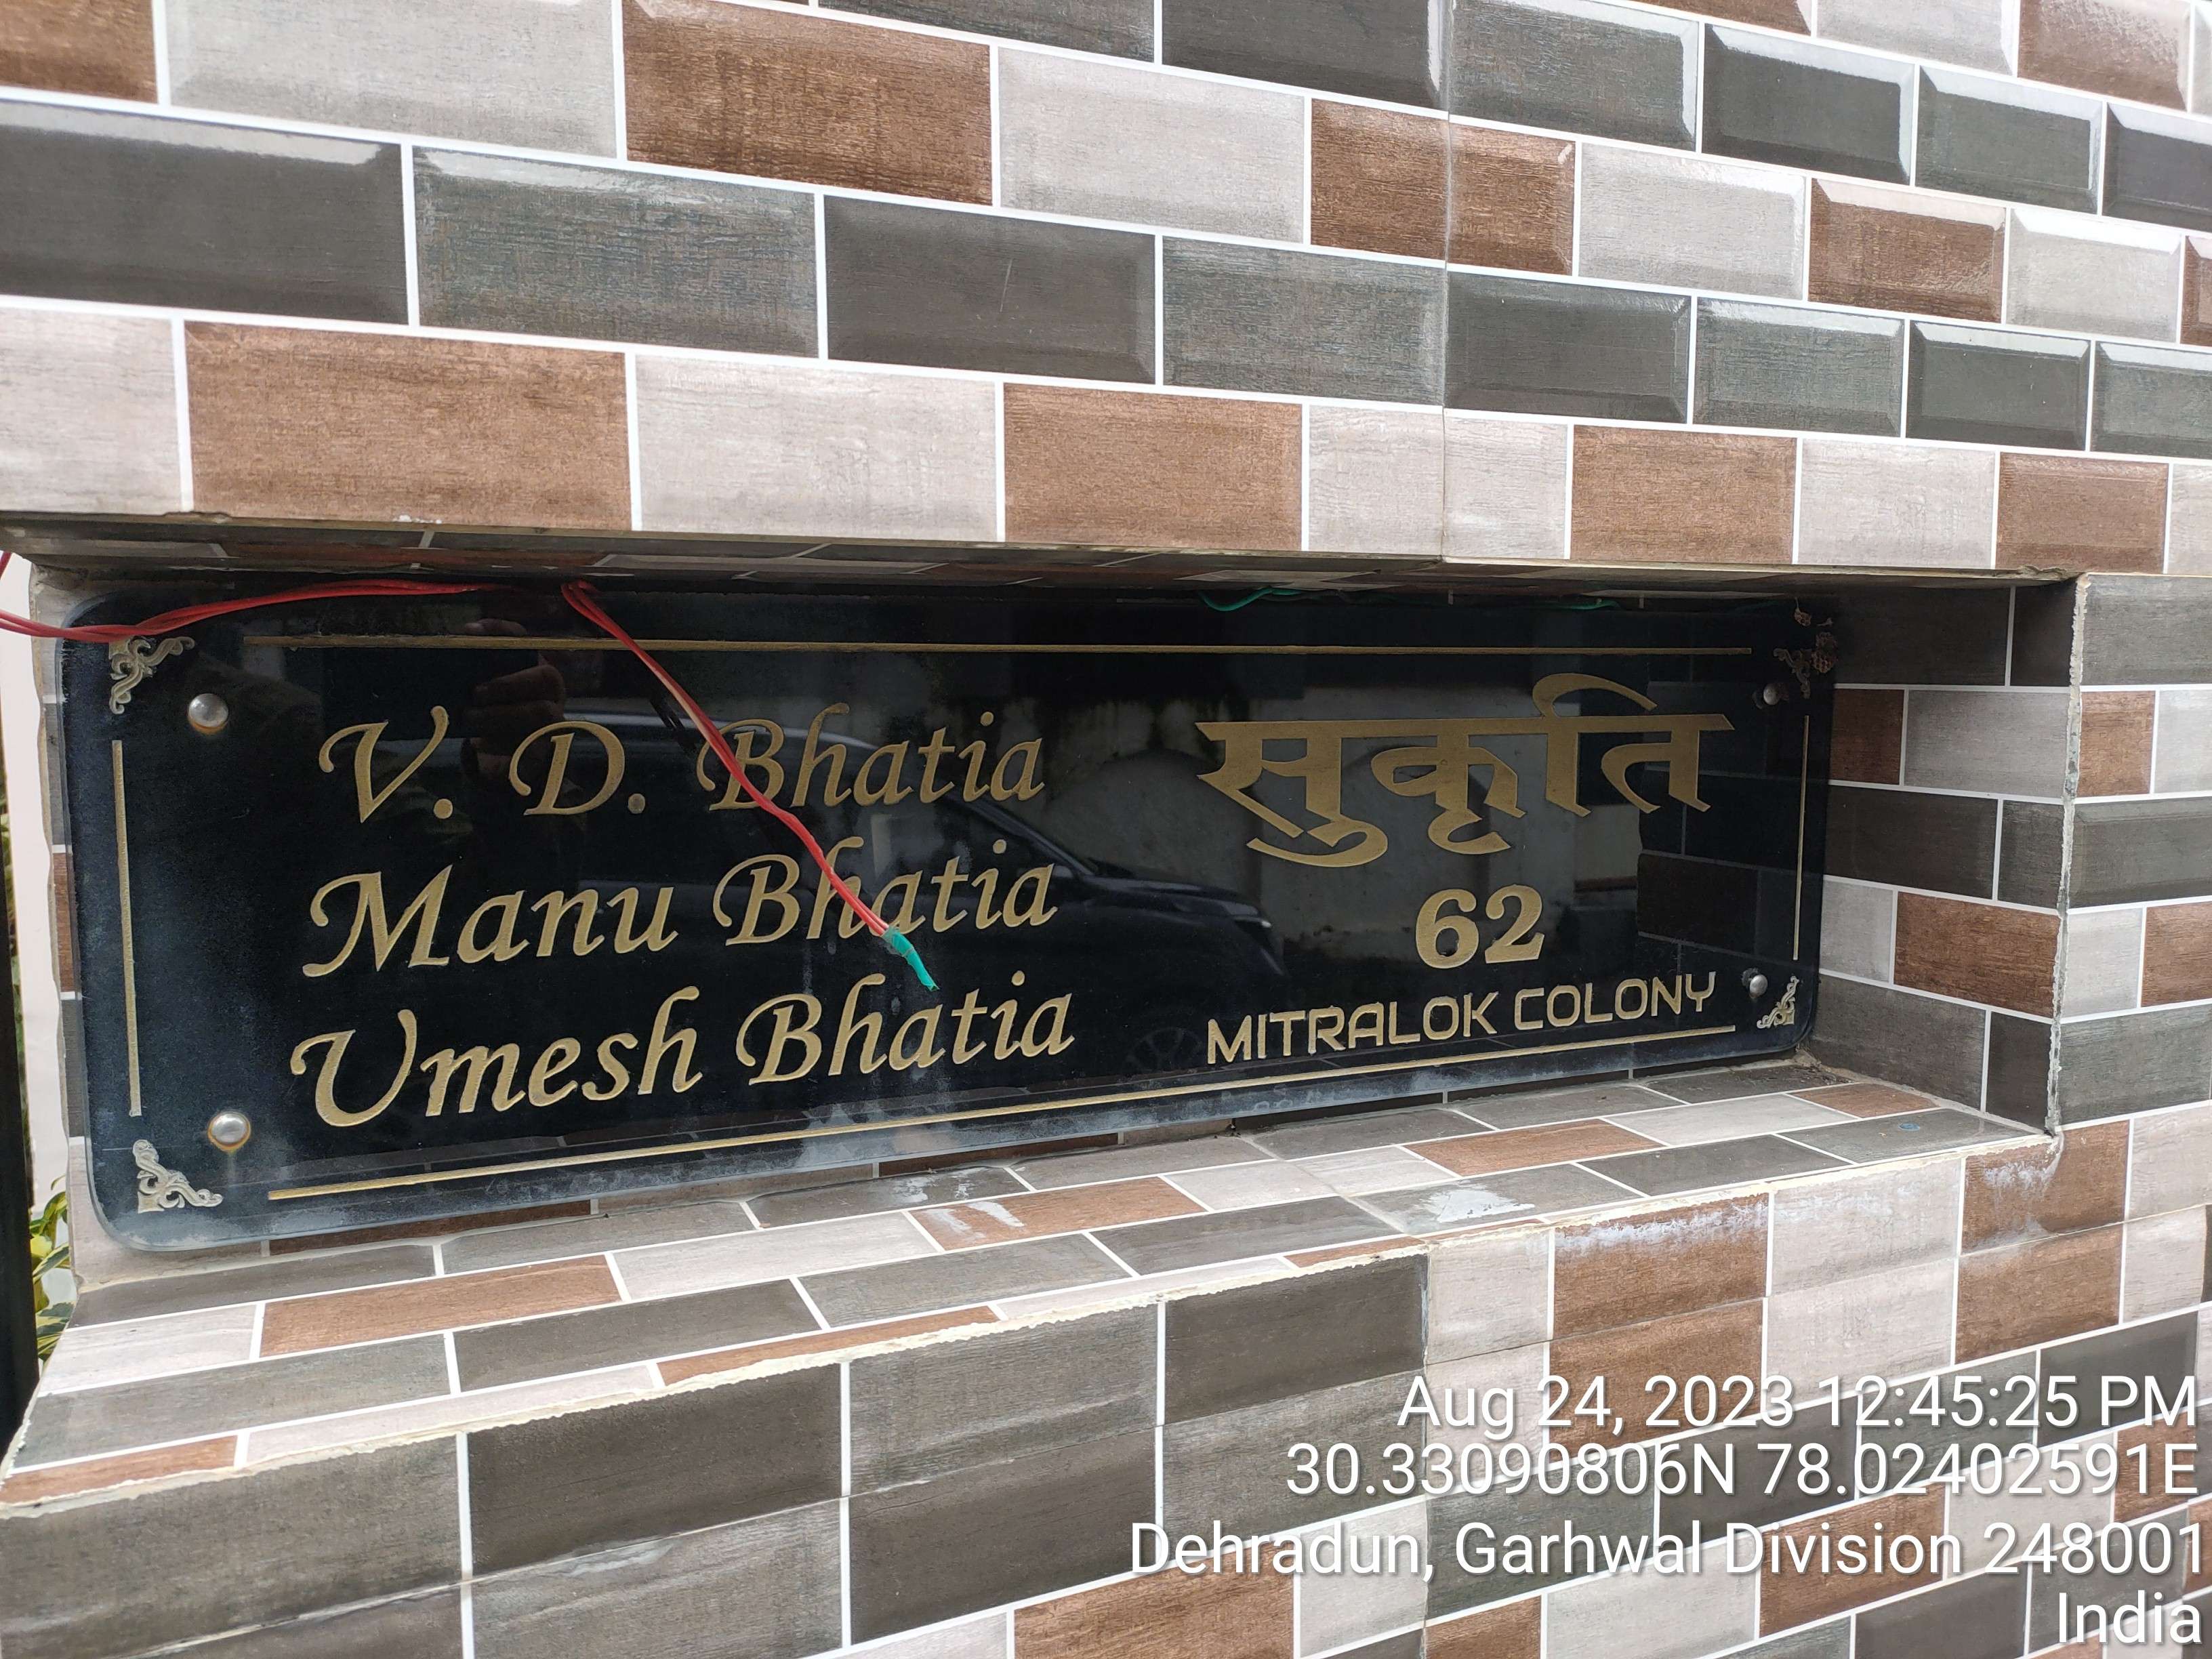 V. D. Bhatia
Manu Bhatia
Umesh Bhatia
सुकृति
62
MITRALOK COLONY
Aug 24, 2023 12:45:25 PM
30.33090806N 78.02402591E
Dehradun, Garhwal Division 248001
India